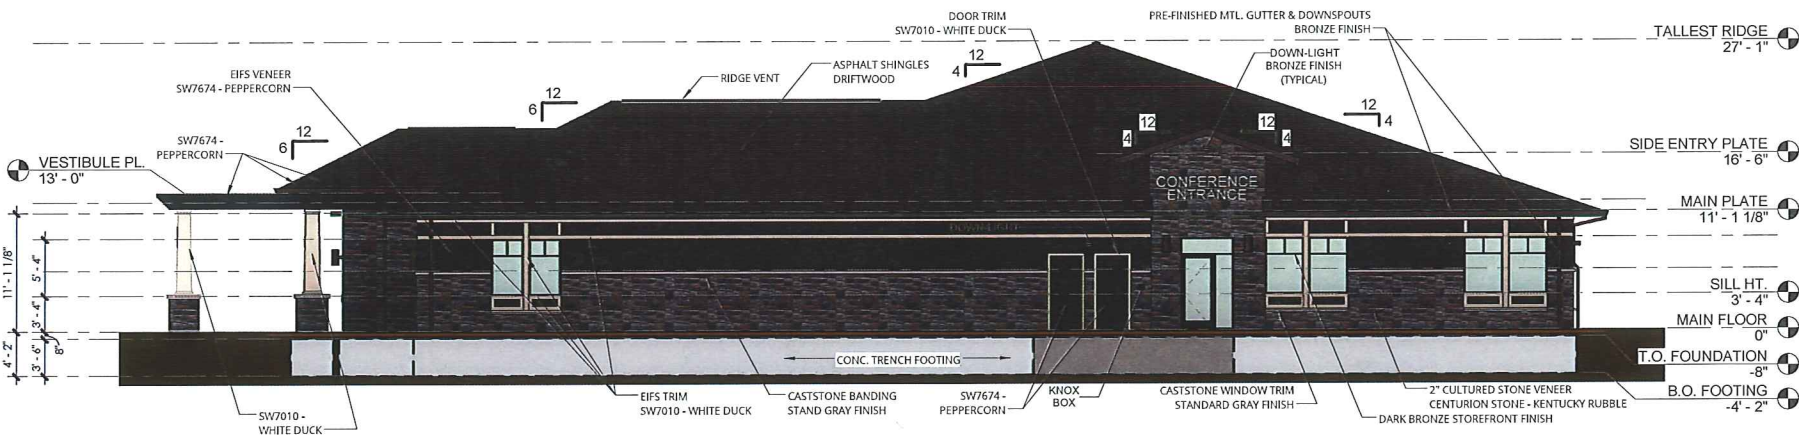 DOOR TRIM
SW7010 - WHITE DUCK
PRE-FINISHED MTL. GUTTER & DOWNSPOUTS
BRONZE FINISH
TALLEST RIDGE
27' - 1"
EIFS VENEER
SW7674 - PEPPERCORN
RIDGE VENT
ASPHALT SHINGLES
DRIFTWOOD
DOWN-LIGHT
BRONZE FINISH
(TYPICAL)
12
4
12
6
12
4
12
6
12
4
12
4
SW7674 -
PEPPERCORN
VESTIBULE PL.
13' - 0"
SIDE ENTRY PLATE
16' - 6"
CONFERENCE
ENTRANCE
MAIN PLATE
11' - 1 1/8"
DOWN-LIGHT
11' - 1 1/8"
5' - 4"
3' - 4"
4' - 2"
3' - 6"
8"
SILL HT.
3' - 4"
MAIN FLOOR
0"
T.O. FOUNDATION
-8"
B.O. FOOTING
-4' - 2"
CONC. TRENCH FOOTING
SW7010 -
WHITE DUCK
EIFS TRIM
SW7010 - WHITE DUCK
CASTSTONE BANDING
STAND GRAY FINISH
SW7674 -
PEPPERCORN
KNOX
BOX
CASTSTONE WINDOW TRIM
STANDARD GRAY FINISH
2" CULTURED STONE VENEER
CENTURION STONE - KENTUCKY RUBBLE
DARK BRONZE STOREFRONT FINISH